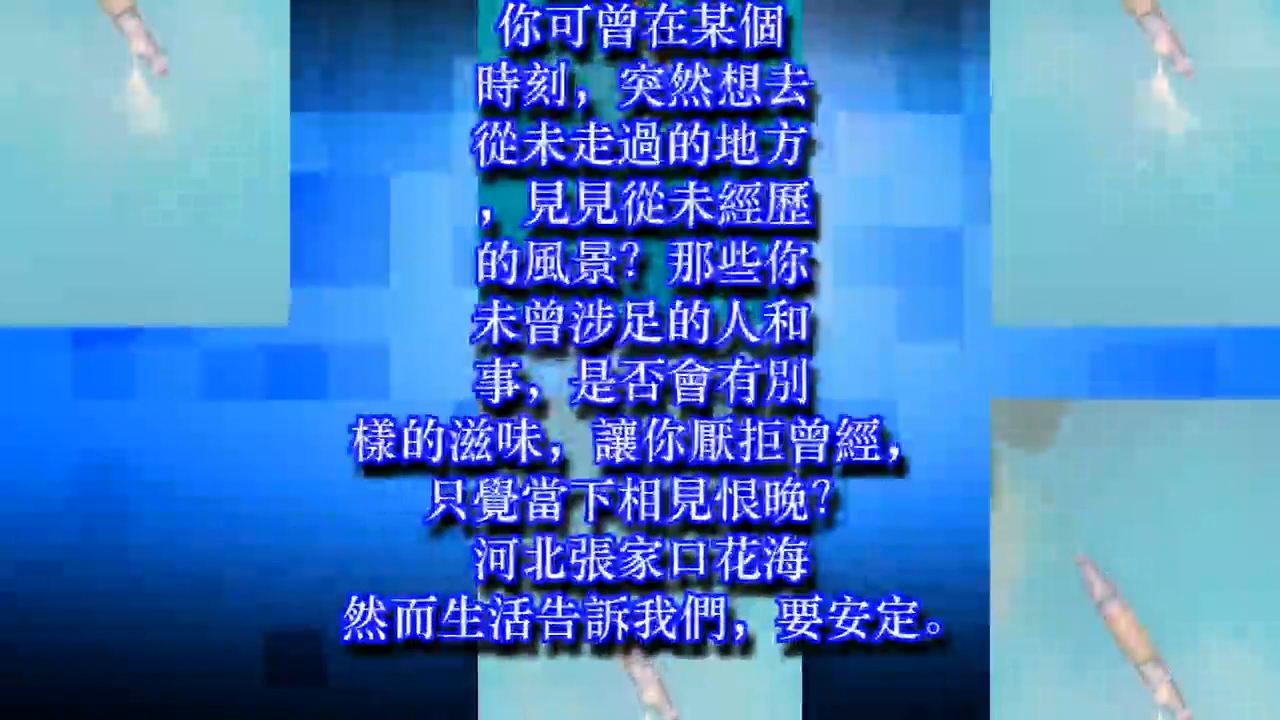 你可曾在某個
時刻，突然想去
從未走過的地方
，見見從未經歷
的風景？那些你
未曾涉足的人和
事，是否會有別
樣的滋味，讓你厭拒曾經，
只覺當下相見恨晚？
河北張家口花海
然而生活告訴我們，要安定。